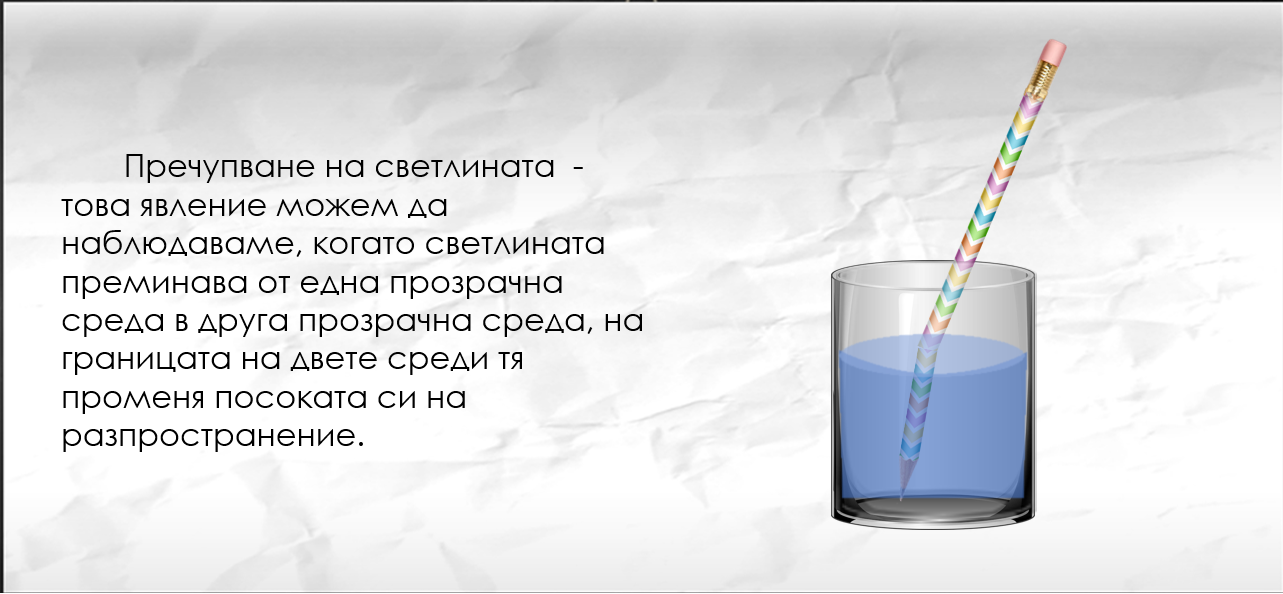 Пречупване на светлината -
това явление можем да
наблюдаваме, когато светлината
преминава от една прозрачна
среда в друга прозрачна среда, на
границата на двете среди тя
променя посоката си на
разпространение.